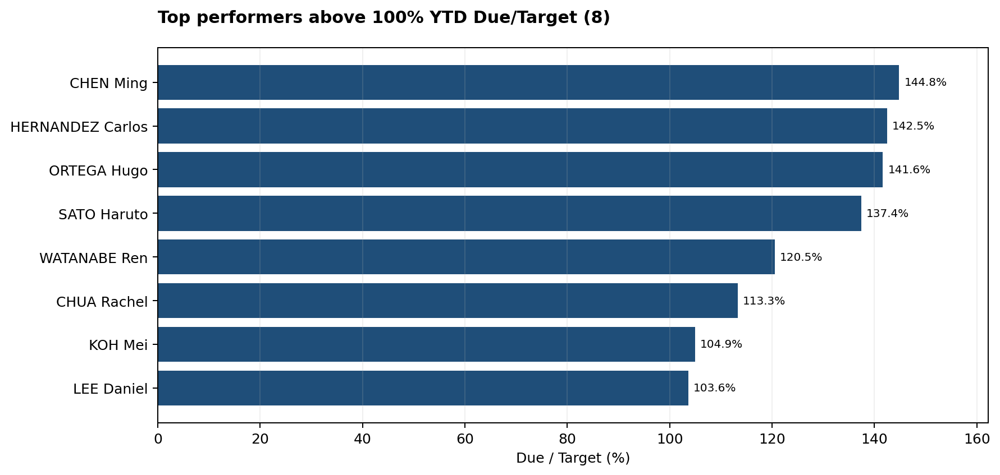 Top performers above 100% YTD Due/Target (8)
CHEN Ming 144.8%
HERNANDEZ Carlos 142.5%
ORTEGA Hugo 141.6%
SATO Haruto 137.4%
WATANABE Ren 120.5%
CHUA Rachel 113.3%
KOH Mei 104.9%
LEE Daniel 103.6%
0 20 40 60 80 100 120 140 160
Due / Target (%)